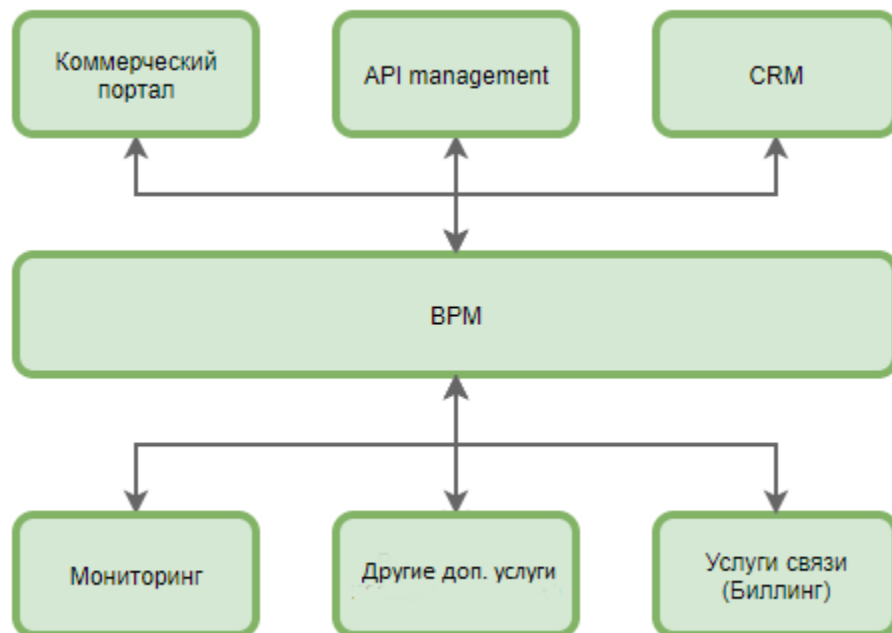 Коммерческий
портал
API management
CRM
BPM
Мониторинг
Другие доп. услуги
Услуги связи
(Биллинг)